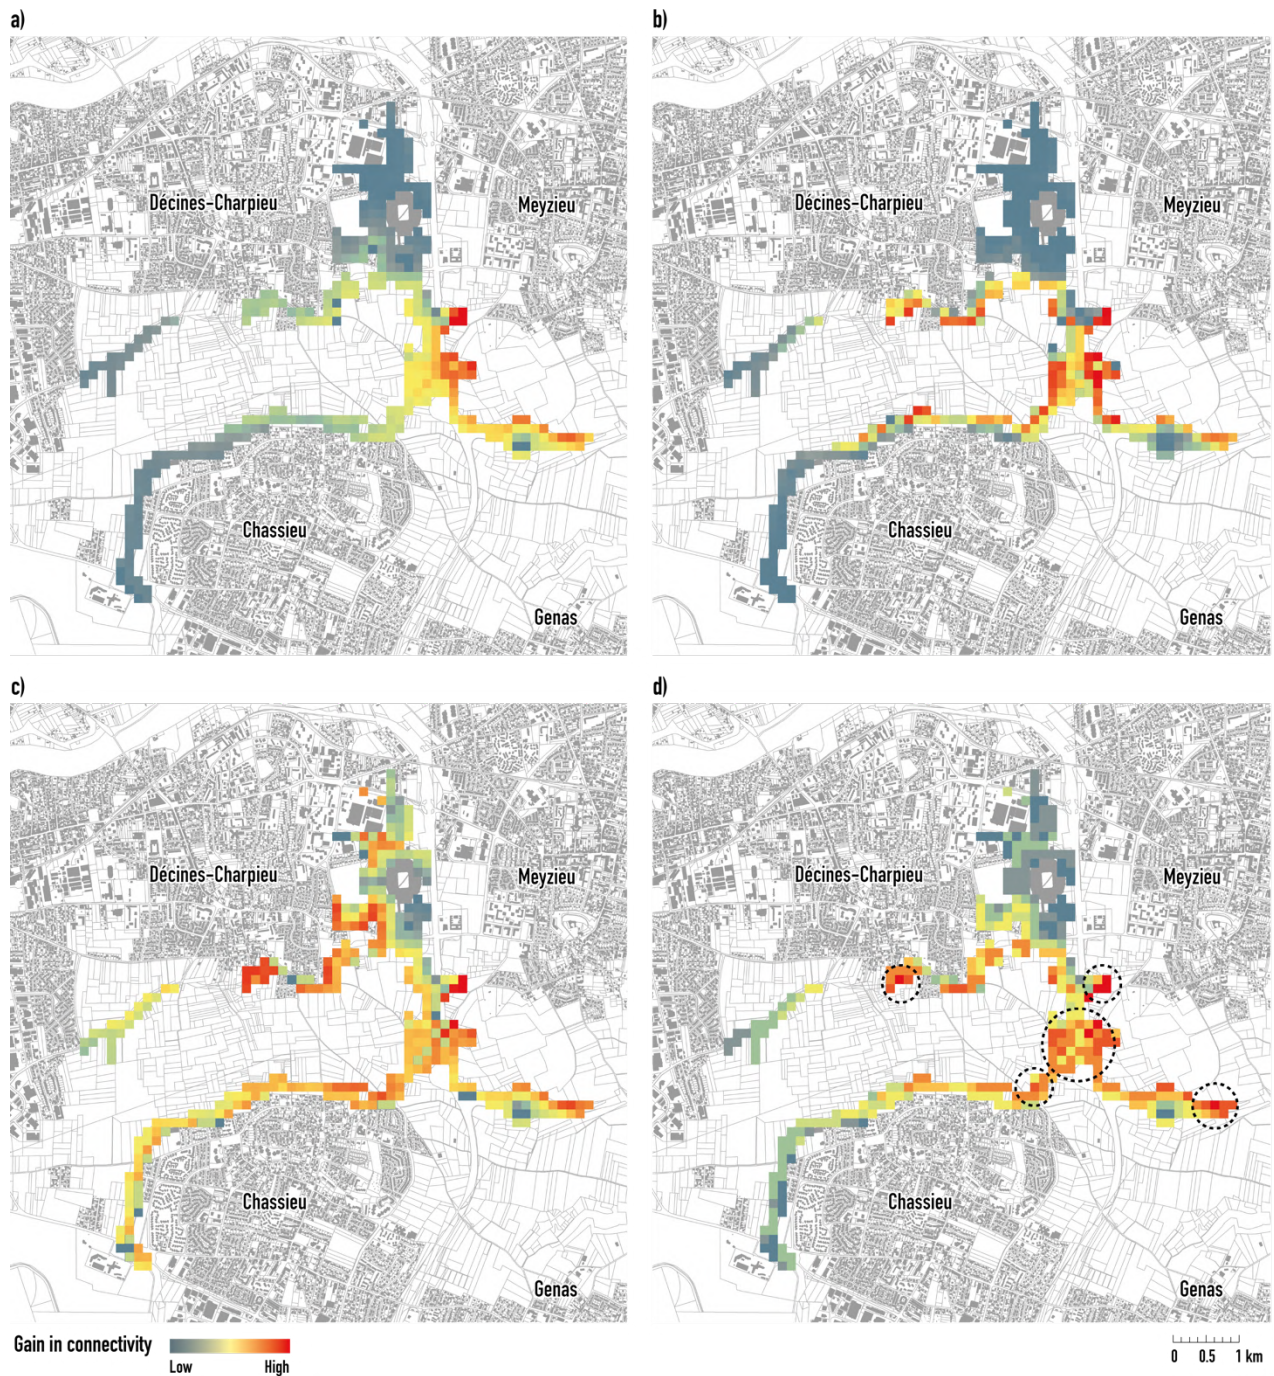 a)
b)
Décines-Charpieu
Meyzieu
Décines-Charpieu
Meyzieu
Chassieu
Chassieu
Genas
Genas
c)
d)
Décines-Charpieu
Meyzieu
Décines-Charpieu
Meyzieu
Chassieu
Chassieu
Genas
Genas
Gain in connectivity
Low High
0 0.5 1 km